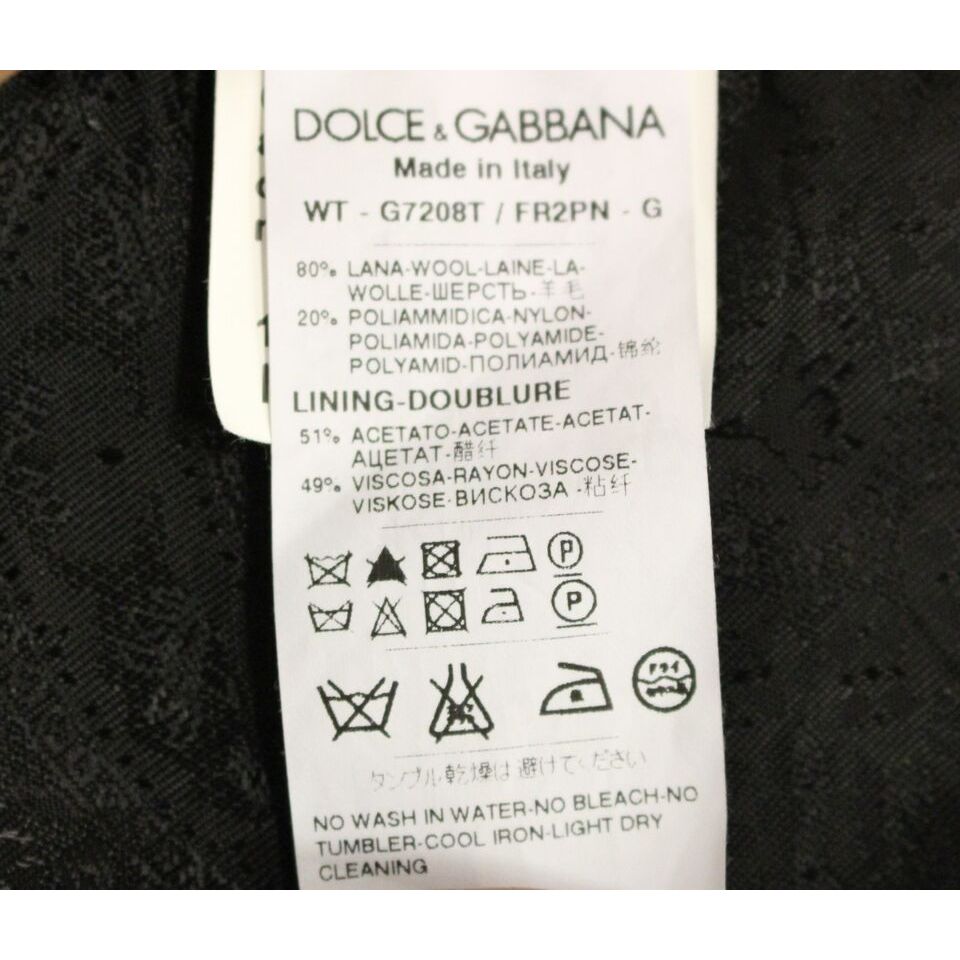 DOLCE & GABBANA
Made in Italy
WT - G7208T / FR2PN - G
80% LANA-WOOL-LAINE-LA-
WOLLE-ШЕРСТЬ-羊毛
20% POLIAMMIDICA-NYLON-
POLIAMIDA-POLYAMIDE-
POLYAMID-ПОЛИАМИД-锦纶
LINING-DOUBLURE
51% ACETATO-ACETATE-ACETAT-
АЦЕТАТ-醋纤
49% VISCOSA-RAYON-VISCOSE-
VISKOSE-ВИСКОЗА -粘纤
P
P
ドライ
タンブル乾燥は避けてください
NO WASH IN WATER-NO BLEACH-NO
TUMBLER-COOL IRON-LIGHT DRY
CLEANING